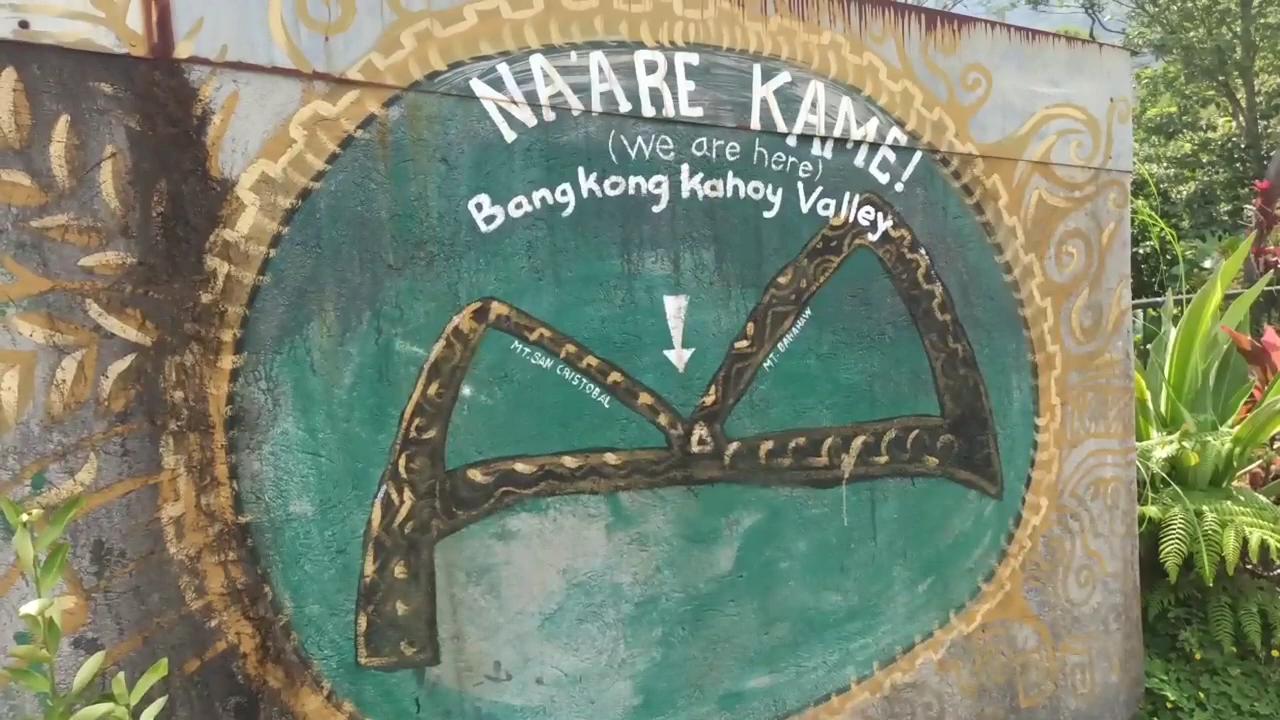 NA'ARE KAME!
(We are here)
Bangkong Kahoy Valley
MT. SAN CRISTOBAL
MT. BANAHAW